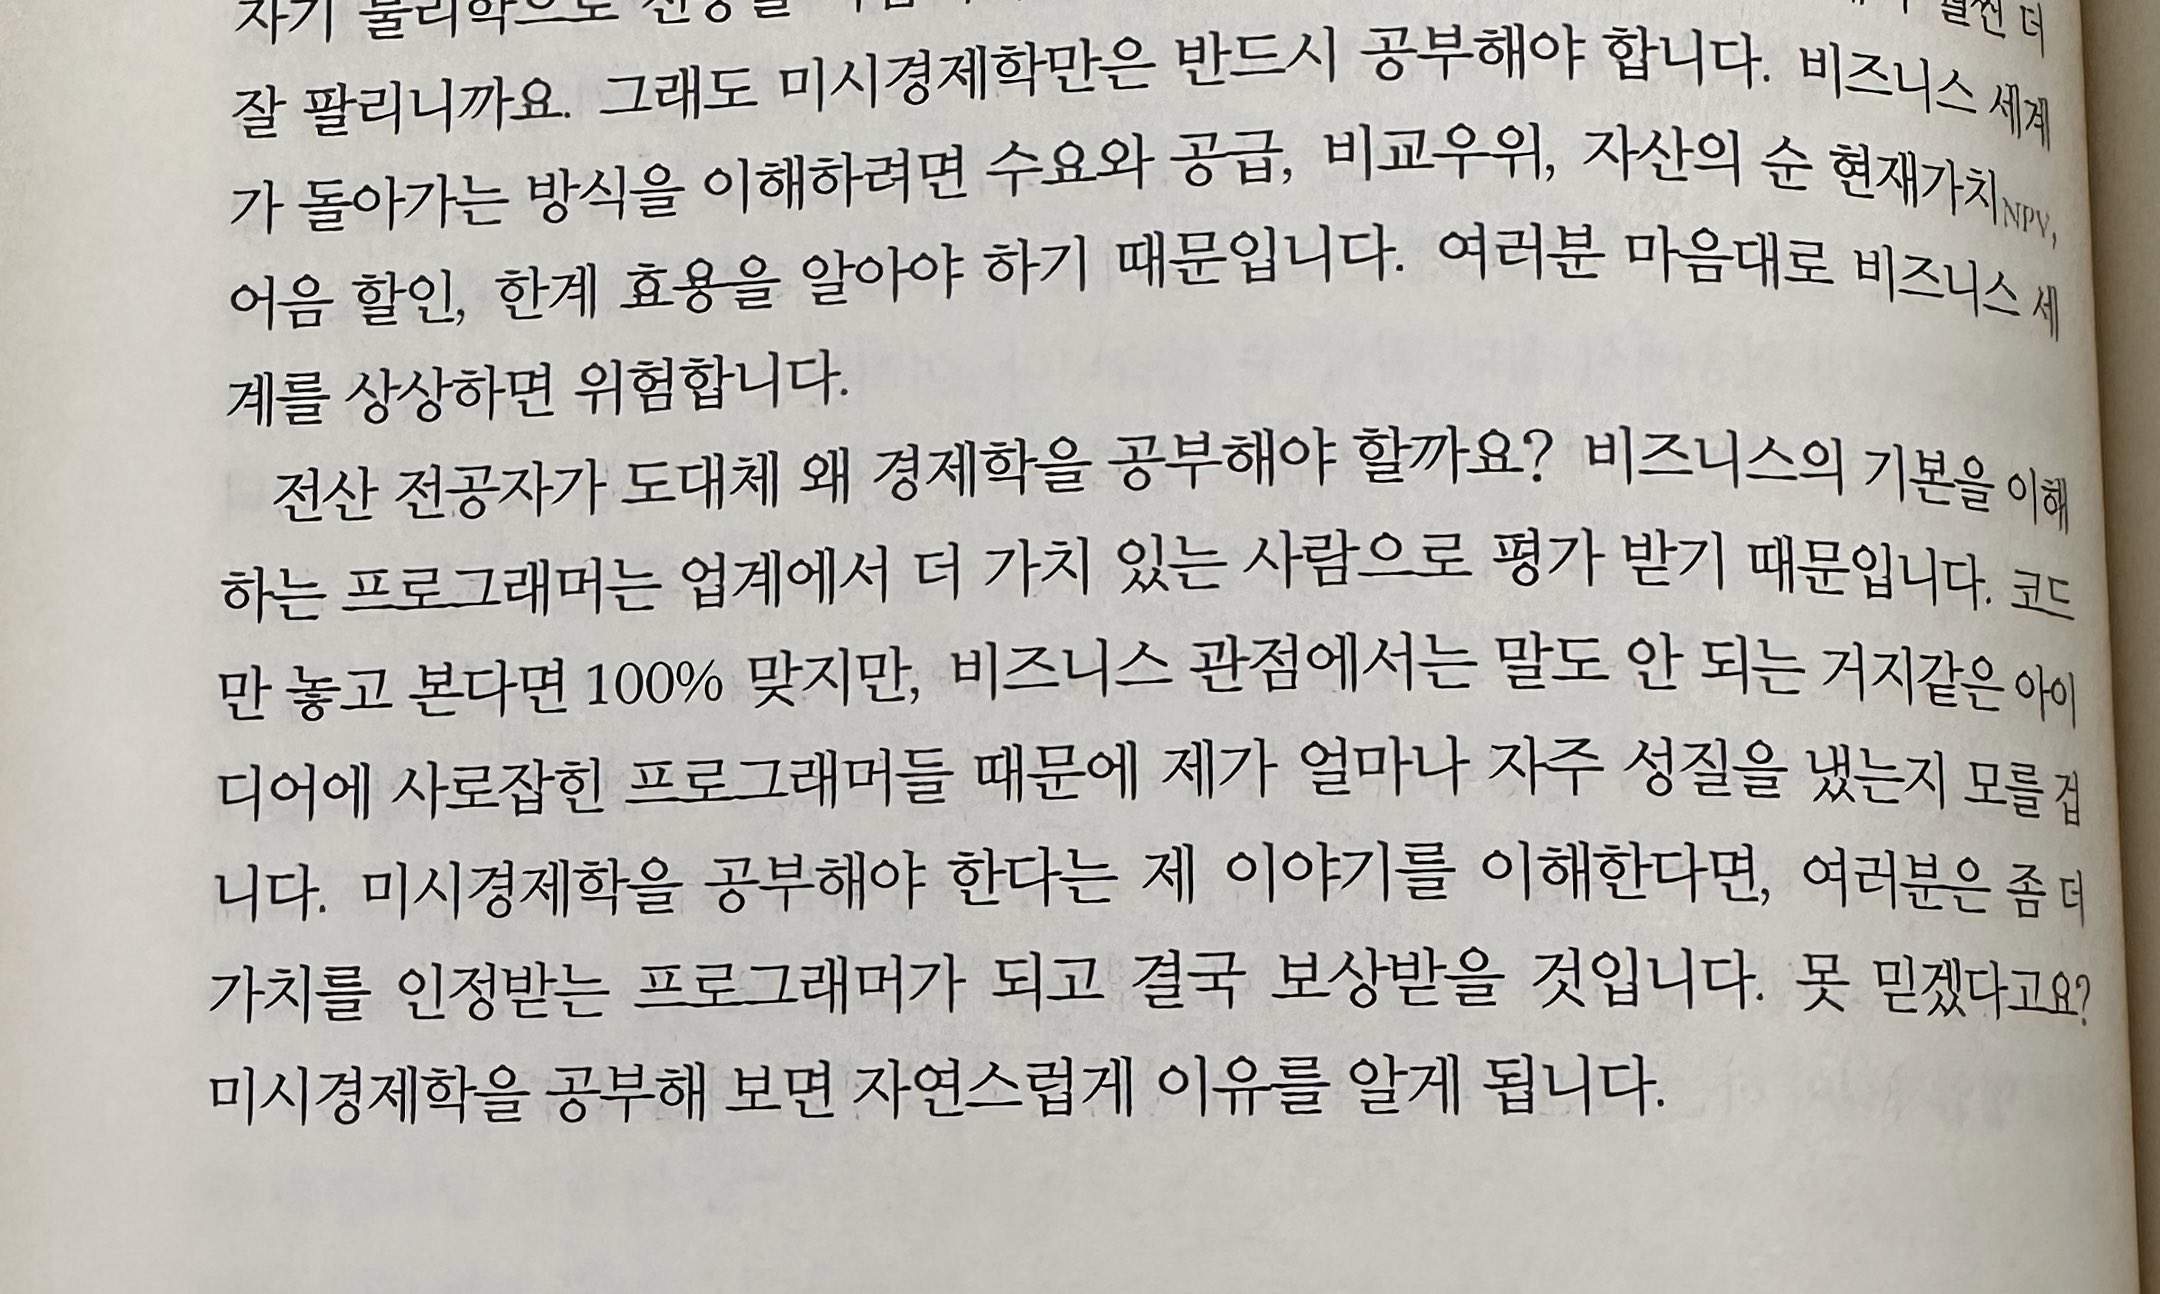 자기 물리학으로 전공을 더
잘 팔리니까요. 그래도 미시경제학만은 반드시 공부해야 합니다. 비즈니스 세계
가 돌아가는 방식을 이해하려면 수요와 공급, 비교우위, 자산의 순 현재가치NPV,
어음 할인, 한계 효용을 알아야 하기 때문입니다. 여러분 마음대로 비즈니스 세
계를 상상하면 위험합니다.
전산 전공자가 도대체 왜 경제학을 공부해야 할까요? 비즈니스의 기본을 이해
하는 프로그래머는 업계에서 더 가치 있는 사람으로 평가 받기 때문입니다. 코드
만 놓고 본다면 100% 맞지만, 비즈니스 관점에서는 말도 안 되는 거지같은 아이
디어에 사로잡힌 프로그래머들 때문에 제가 얼마나 자주 성질을 냈는지 모를 겁
니다. 미시경제학을 공부해야 한다는 제 이야기를 이해한다면, 여러분은 좀 더
가치를 인정받는 프로그래머가 되고 결국 보상받을 것입니다. 못 믿겠다고요?
미시경제학을 공부해 보면 자연스럽게 이유를 알게 됩니다.